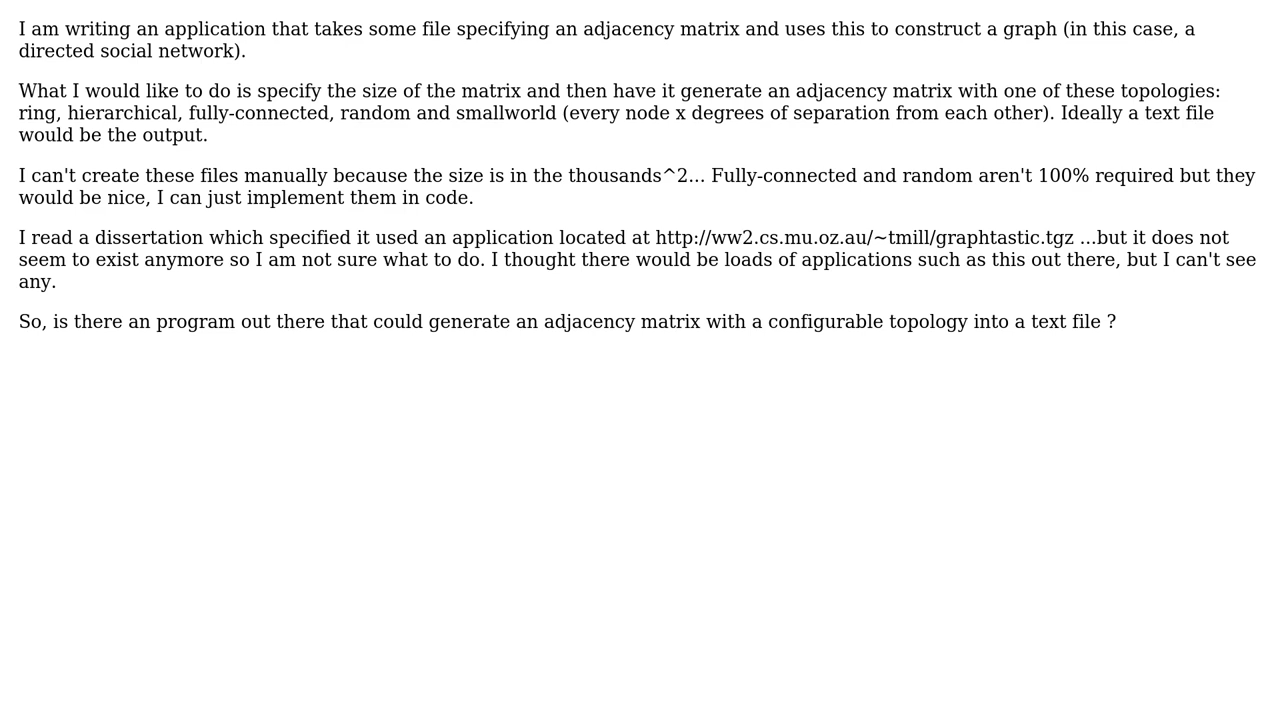 I am writing an application that takes some file specifying an adjacency matrix and uses this to construct a graph (in this case, a
directed social network).
What I would like to do is specify the size of the matrix and then have it generate an adjacency matrix with one of these topologies:
ring, hierarchical, fully-connected, random and smallworld (every node x degrees of separation from each other). Ideally a text file
would be the output.
I can't create these files manually because the size is in the thousands^2... Fully-connected and random aren't 100% required but they
would be nice, I can just implement them in code.
I read a dissertation which specified it used an application located at http://ww2.cs.mu.oz.au/~tmill/graphtastic.tgz ...but it does not
seem to exist anymore so I am not sure what to do. I thought there would be loads of applications such as this out there, but I can't see
any.
So, is there an program out there that could generate an adjacency matrix with a configurable topology into a text file ?